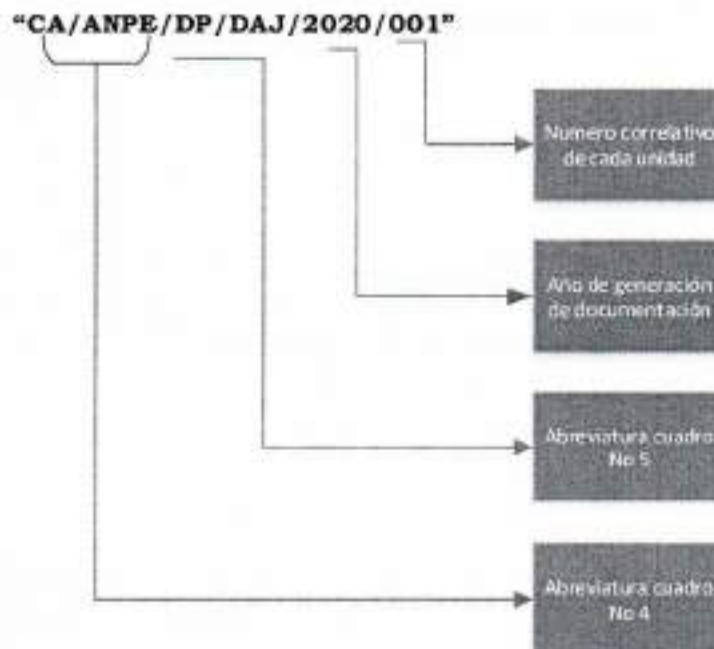 “CA/ANPE/DP/DAJ/2020/001”
Numero correlativo
de cada unidad
Año de generación
de documentación
Abreviatura cuadro
No 5
Abreviatura cuadro
No 4